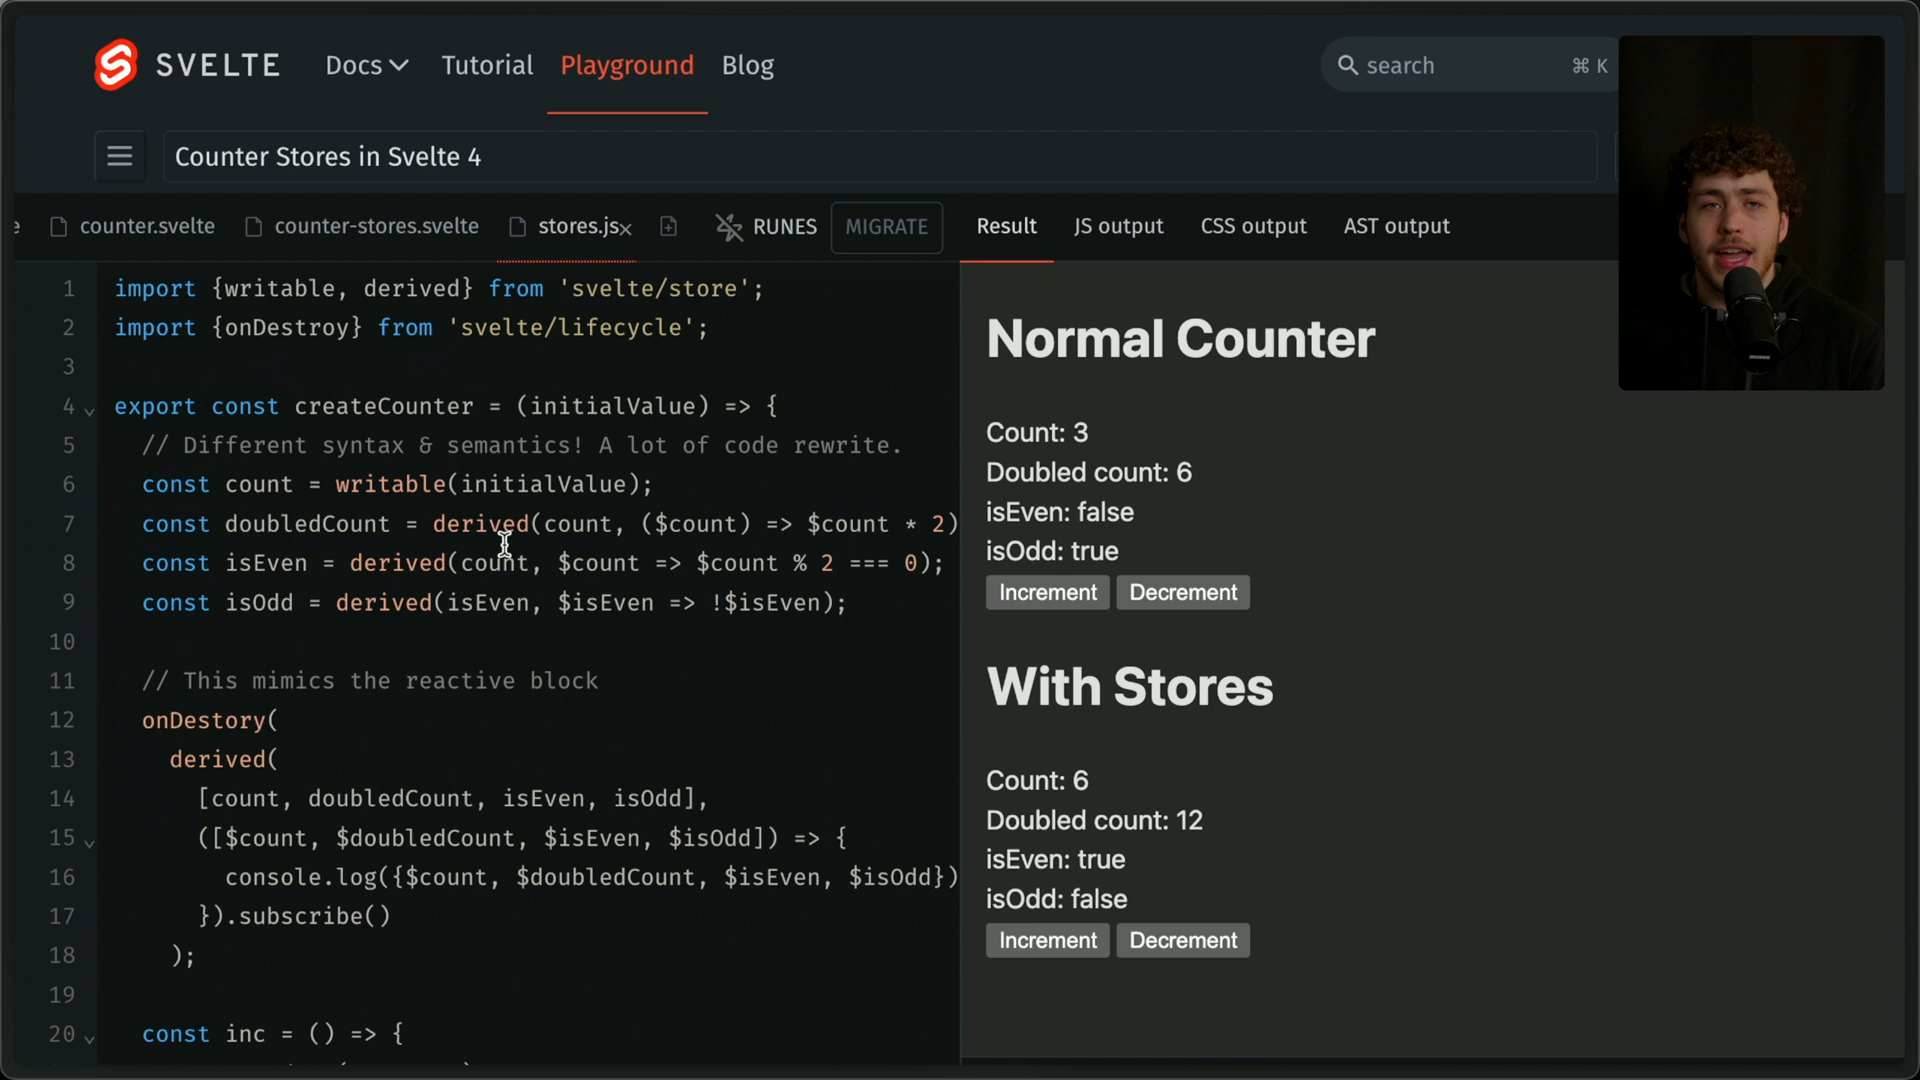 SVELTE Docs Tutorial Playground Blog search ⌘ K
Counter Stores in Svelte 4
e counter.svelte counter-stores.svelte stores.js× RUNES MIGRATE Result JS output CSS output AST output
1 import {writable, derived} from 'svelte/store';
2 import {onDestroy} from 'svelte/lifecycle';
3
4 export const createCounter = (initialValue) => {
5 // Different syntax & semantics! A lot of code rewrite.
6 const count = writable(initialValue);
7 const doubledCount = derived(count, ($count) => $count * 2)
8 const isEven = derived(count, $count => $count % 2 === 0);
9 const isOdd = derived(isEven, $isEven => !$isEven);
10
11 // This mimics the reactive block
12 onDestory(
13 derived(
14 [count, doubledCount, isEven, isOdd],
15 ([$count, $doubledCount, $isEven, $isOdd]) => {
16 console.log({$count, $doubledCount, $isEven, $isOdd})
17 }).subscribe()
18 );
19
20 const inc = () => {
Normal Counter
Count: 3
Doubled count: 6
isEven: false
isOdd: true
Increment Decrement
With Stores
Count: 6
Doubled count: 12
isEven: true
isOdd: false
Increment Decrement